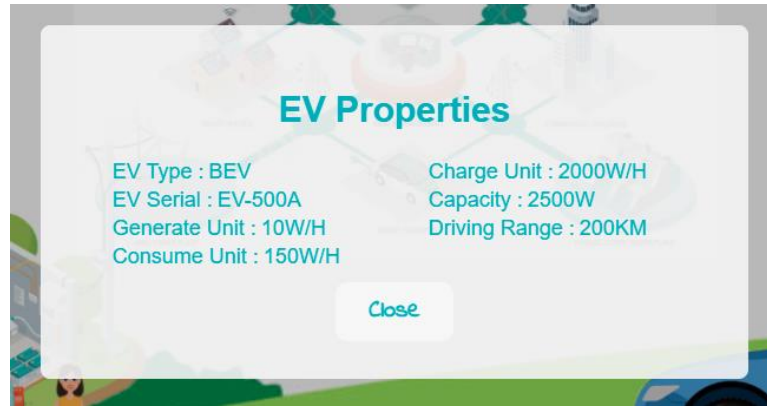 EV Properties
EV Type : BEV
EV Serial : EV-500A
Generate Unit : 10W/H
Consume Unit : 150W/H
Charge Unit : 2000W/H
Capacity : 2500W
Driving Range : 200KM
Close